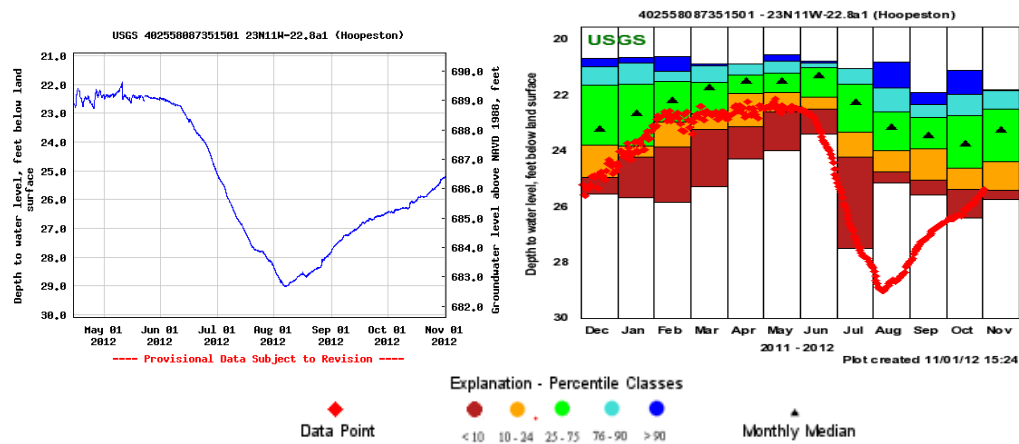 USGS 402558087351501 23N11W-22.8a1 (Hoopeston)
Depth to water level, feet below land
surface
21.0
22.0
23.0
24.0
25.0
26.0
27.0
28.0
29.0
30.0
690.0
689.0
688.0
687.0
686.0
685.0
684.0
683.0
682.0
Groundwater level above NAVD 1988, feet
May 01 Jun 01 Jul 01 Aug 01 Sep 01 Oct 01 Nov 01
2012 2012 2012 2012 2012 2012 2012
---- Provisional Data Subject to Revision ----
402558087351501 - 23N11W-22.8a1 (Hoopeston)
USGS
Depth to water level, feet below land surface
20
22
24
26
28
30
Dec Jan Feb Mar Apr May Jun Jul Aug Sep Oct Nov
2011 - 2012
Plot created 11/01/12 15:24
Explanation - Percentile Classes
Data Point
<10 10-24 25-75 76-90 >90
Monthly Median